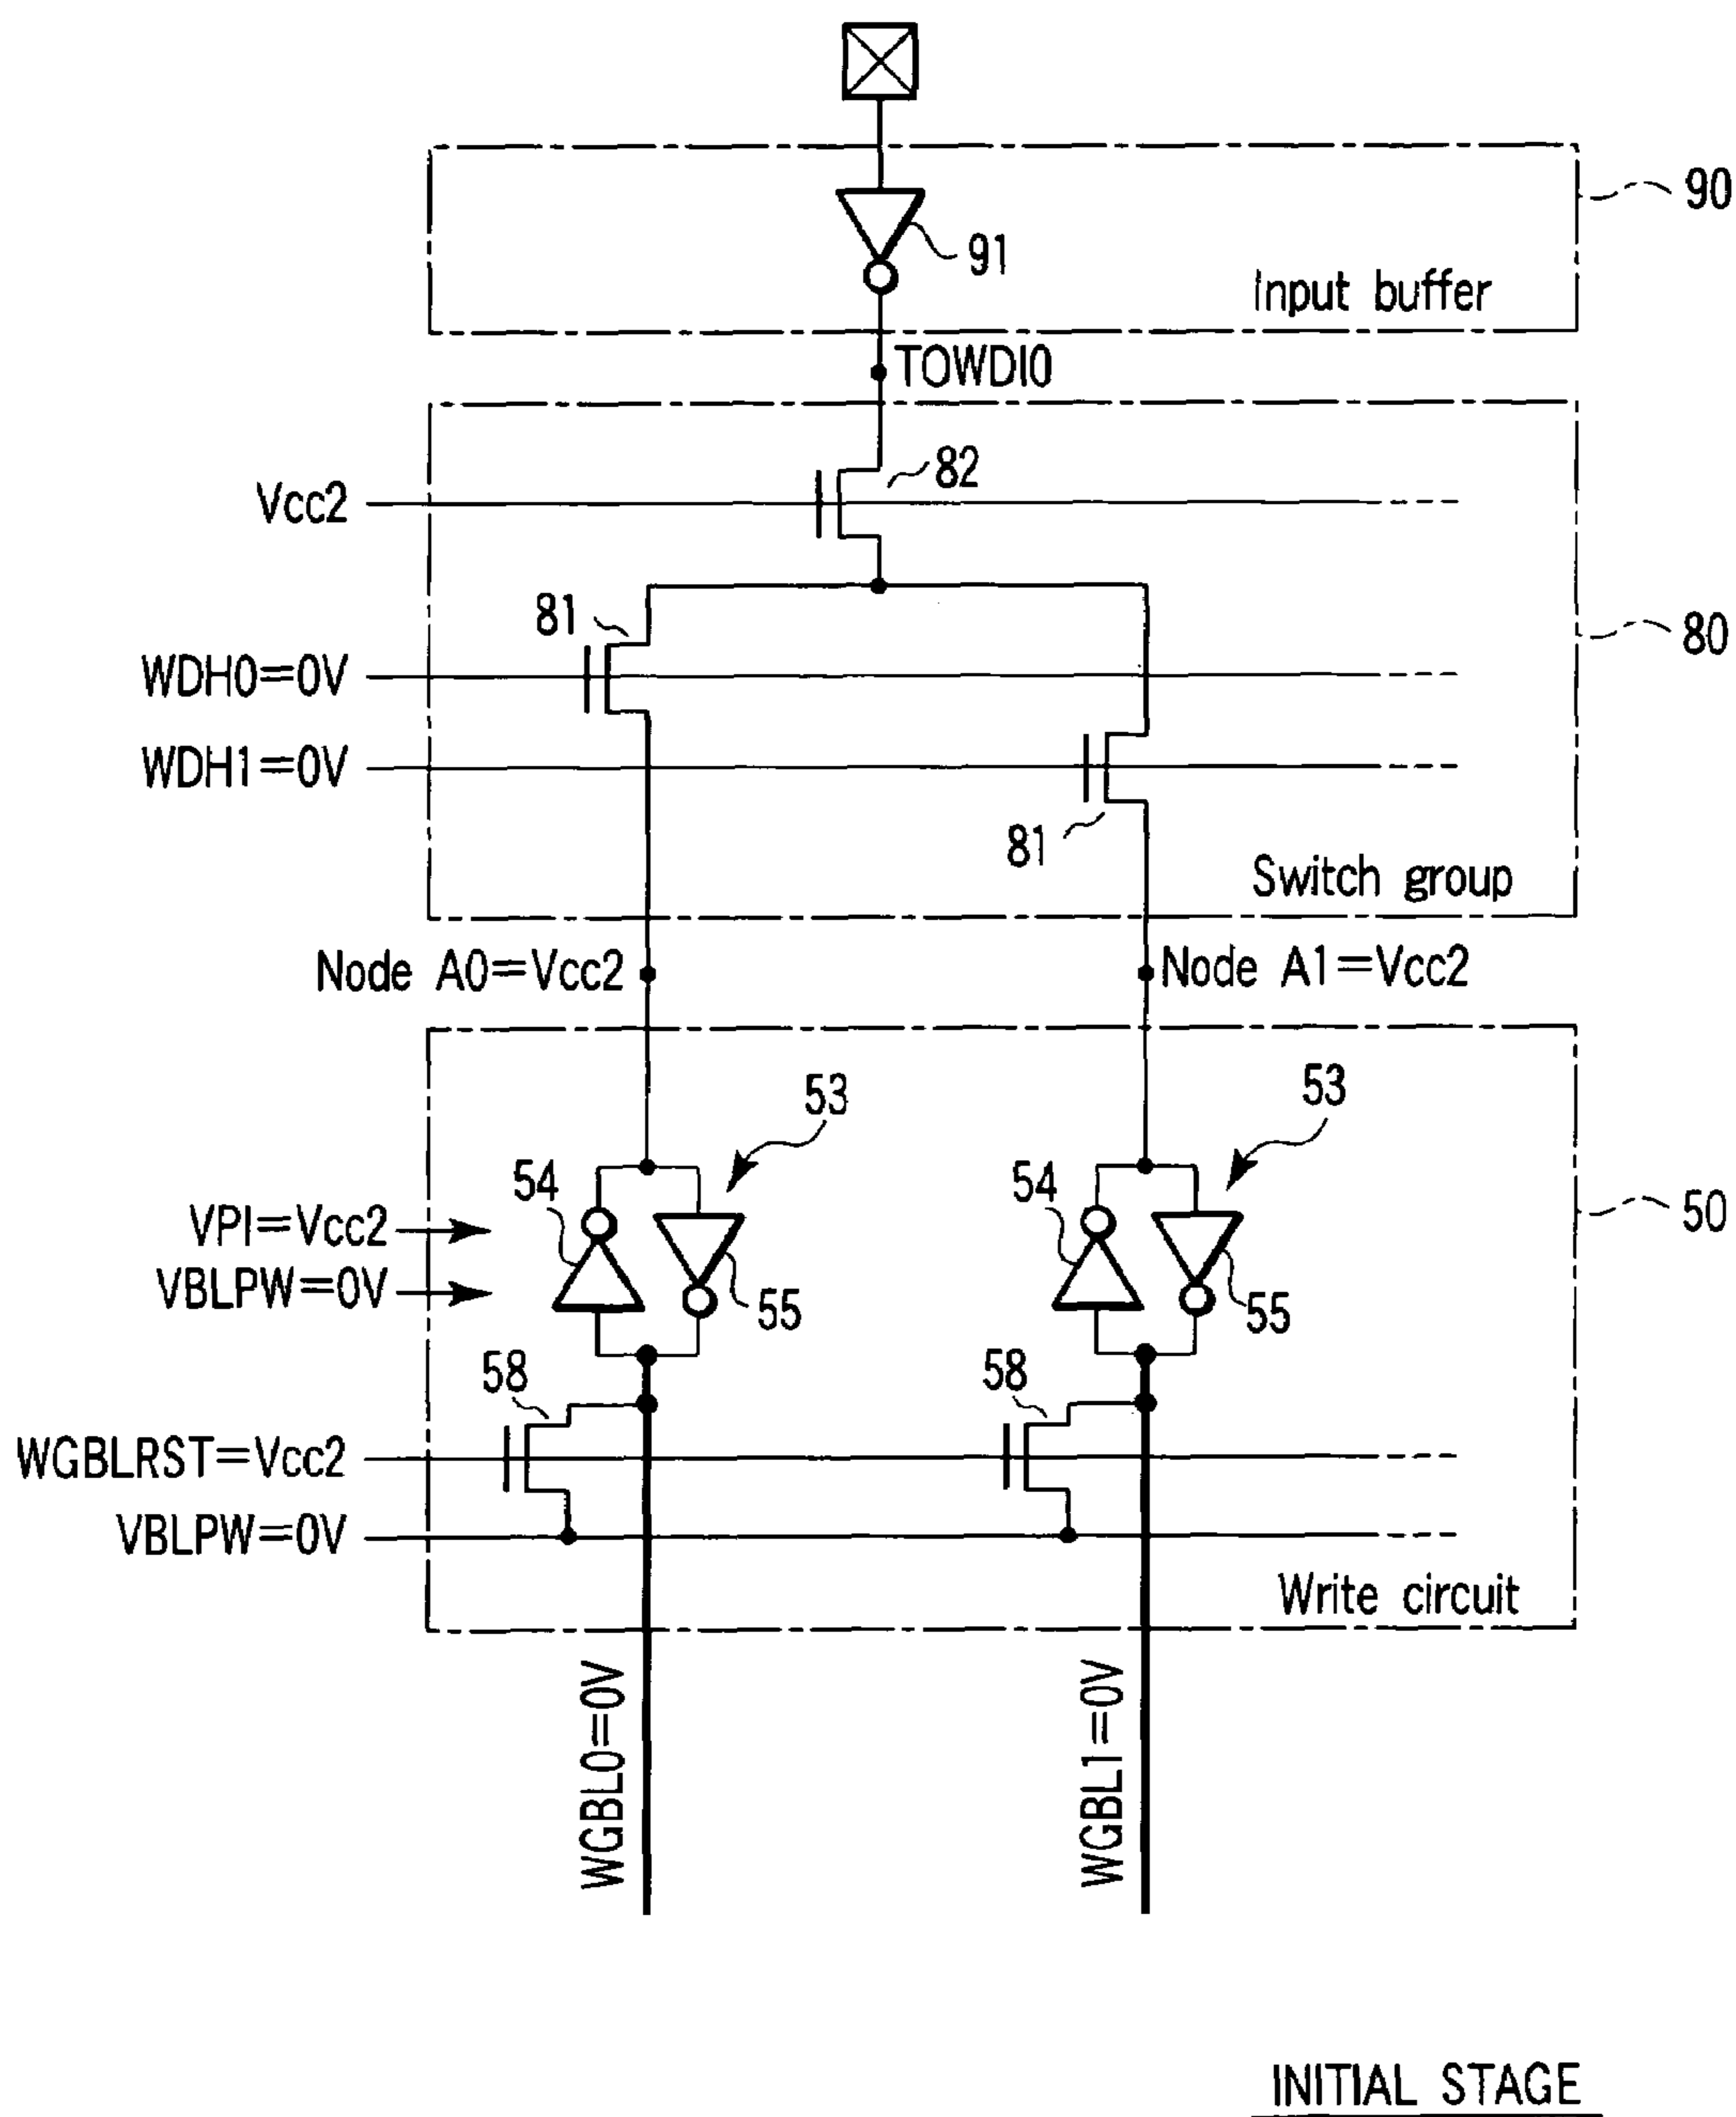 90
91
Input buffer
TOWDI0
82
Vcc2
81
80
WDH0=0V
WDH1=0V
81
Switch group
Node A0=Vcc2
Node A1=Vcc2
53
53
54
54
50
VPI=Vcc2
VBLPW=0V
55
55
58
58
WGBLRST=Vcc2
VBLPW=0V
Write circuit
WGBL0=0V
WGBL1=0V
INITIAL STAGE